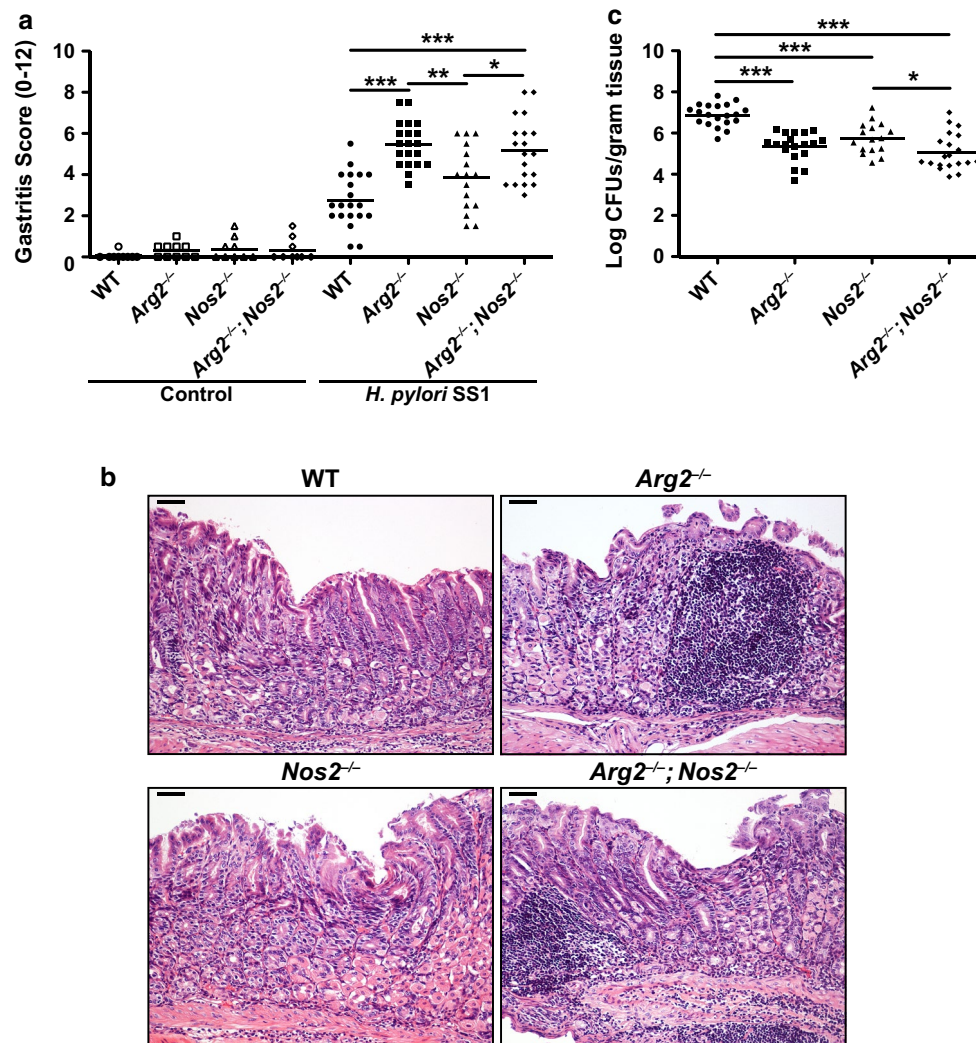 a
Gastritis Score (0-12)
10
8
6
4
2
0
***
***
**
*
WT
Arg2–/–
Nos2–/–
Arg2–/–; Nos2–/–
WT
Arg2–/–
Nos2–/–
Arg2–/–; Nos2–/–
Control
H. pylori SS1
c
Log CFUs/gram tissue
10
8
6
4
2
0
***
***
***
*
WT
Arg2–/–
Nos2–/–
Arg2–/–; Nos2–/–
b
WT
Arg2–/–
Nos2–/–
Arg2–/–; Nos2–/–